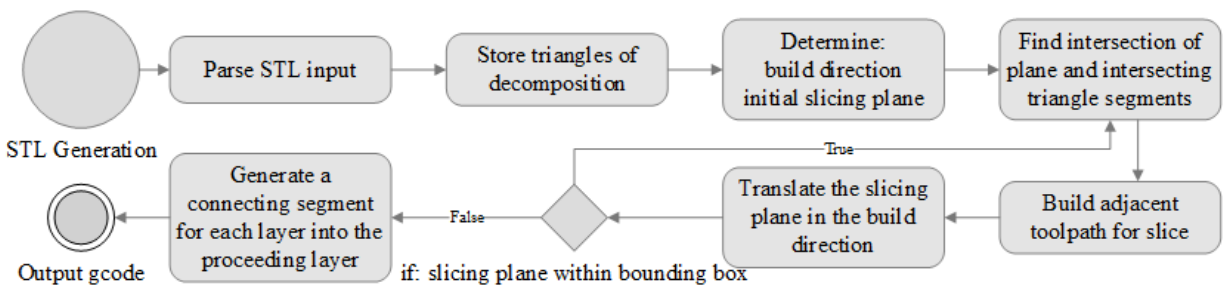 STL Generation
Parse STL input
Store triangles of
decomposition
Determine:
build direction
initial slicing plane
Find intersection of
plane and intersecting
triangle segments
Build adjacent
toolpath for slice
Translate the slicing
plane in the build
direction
True
if: slicing plane within bounding box
False
Generate a
connecting segment
for each layer into the
proceeding layer
Output gcode